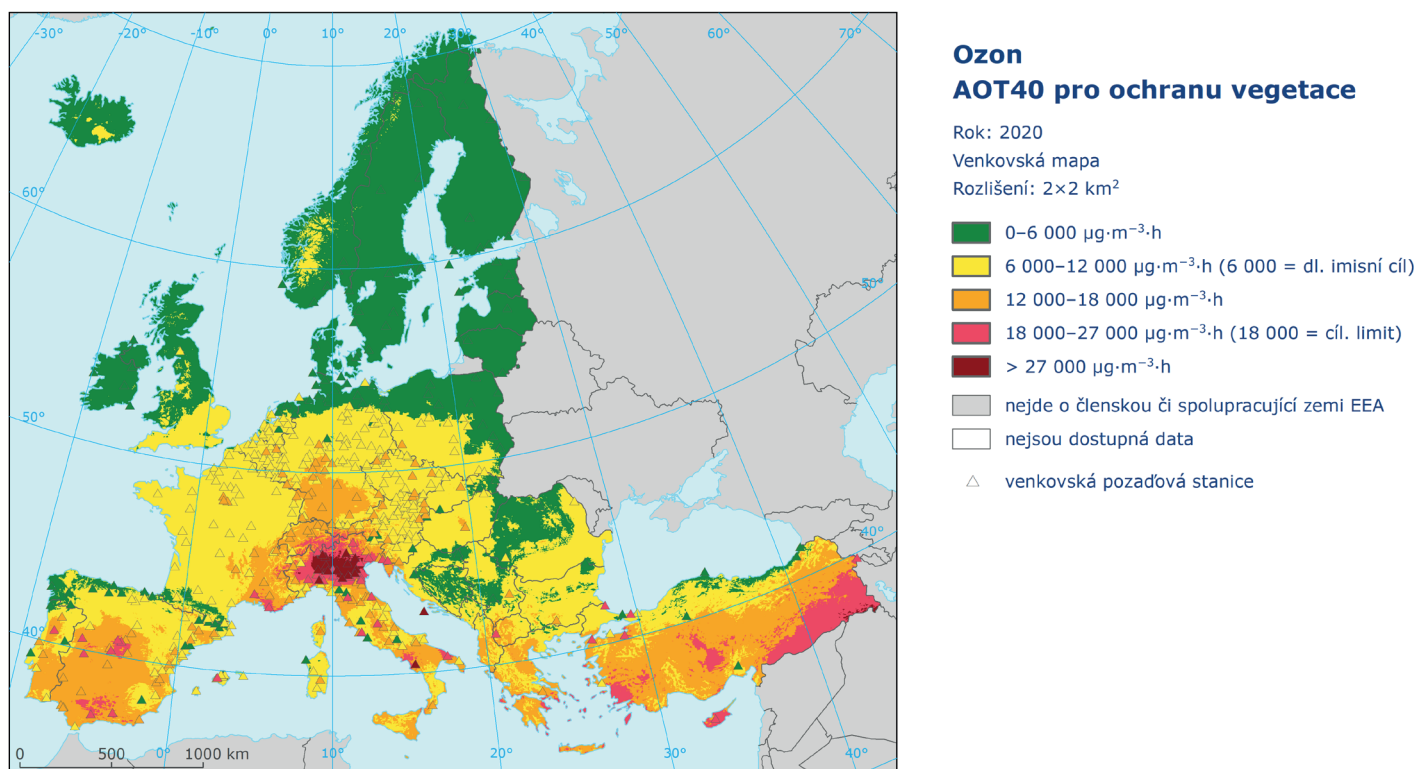 -30° -20° -10° 0° 10° 20° 30° 40° 50° 60° 70°
60°
50°
50°
40°
40°
0 500 0° 1000 km 10° 20° 30° 40°
Ozon
AOT40 pro ochranu vegetace
Rok: 2020
Venkovská mapa
Rozlišení: 2×2 km²
0–6 000 µg·m⁻³·h
6 000–12 000 µg·m⁻³·h (6 000 = dl. imisní cíl)
12 000–18 000 µg·m⁻³·h
18 000–27 000 µg·m⁻³·h (18 000 = cíl. limit)
> 27 000 µg·m⁻³·h
nejde o členskou či spolupracující zemi EEA
nejsou dostupná data
venkovská pozaďová stanice